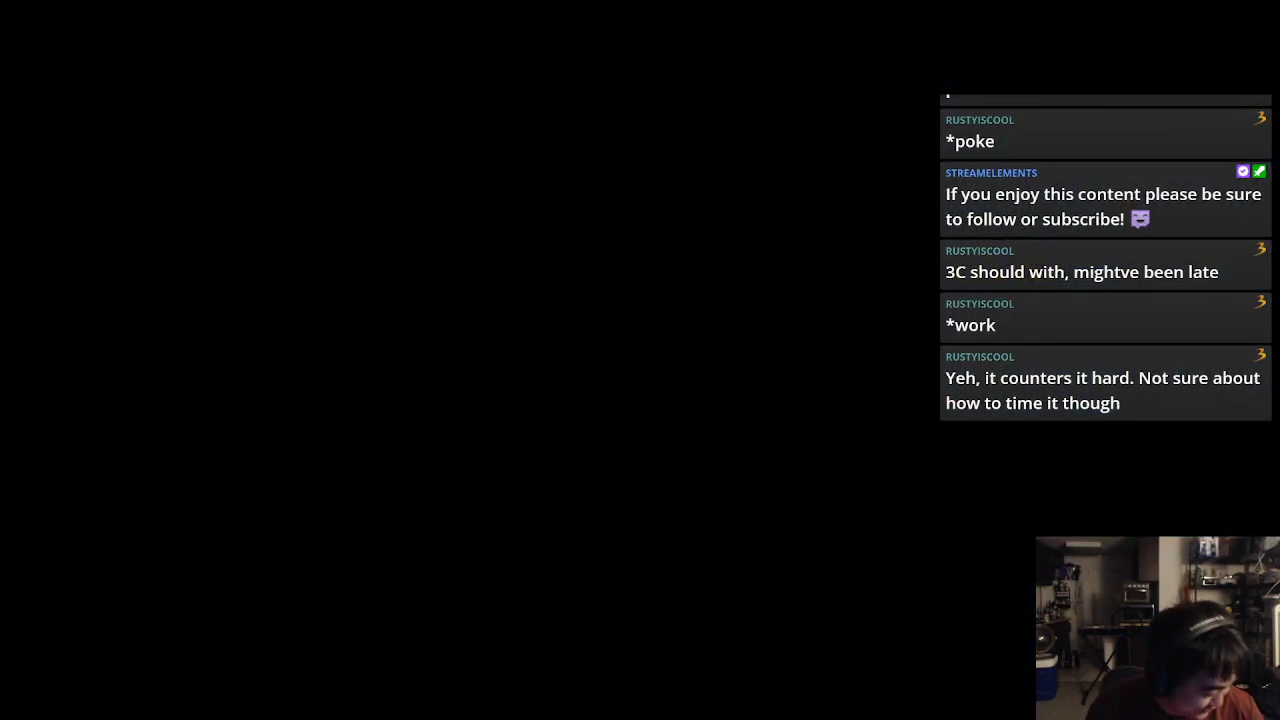 RUSTYISCOOL
*poke
STREAMELEMENTS
If you enjoy this content please be sure
to follow or subscribe!
RUSTYISCOOL
3C should with, mightve been late
RUSTYISCOOL
*work
RUSTYISCOOL
Yeh, it counters it hard. Not sure about
how to time it though